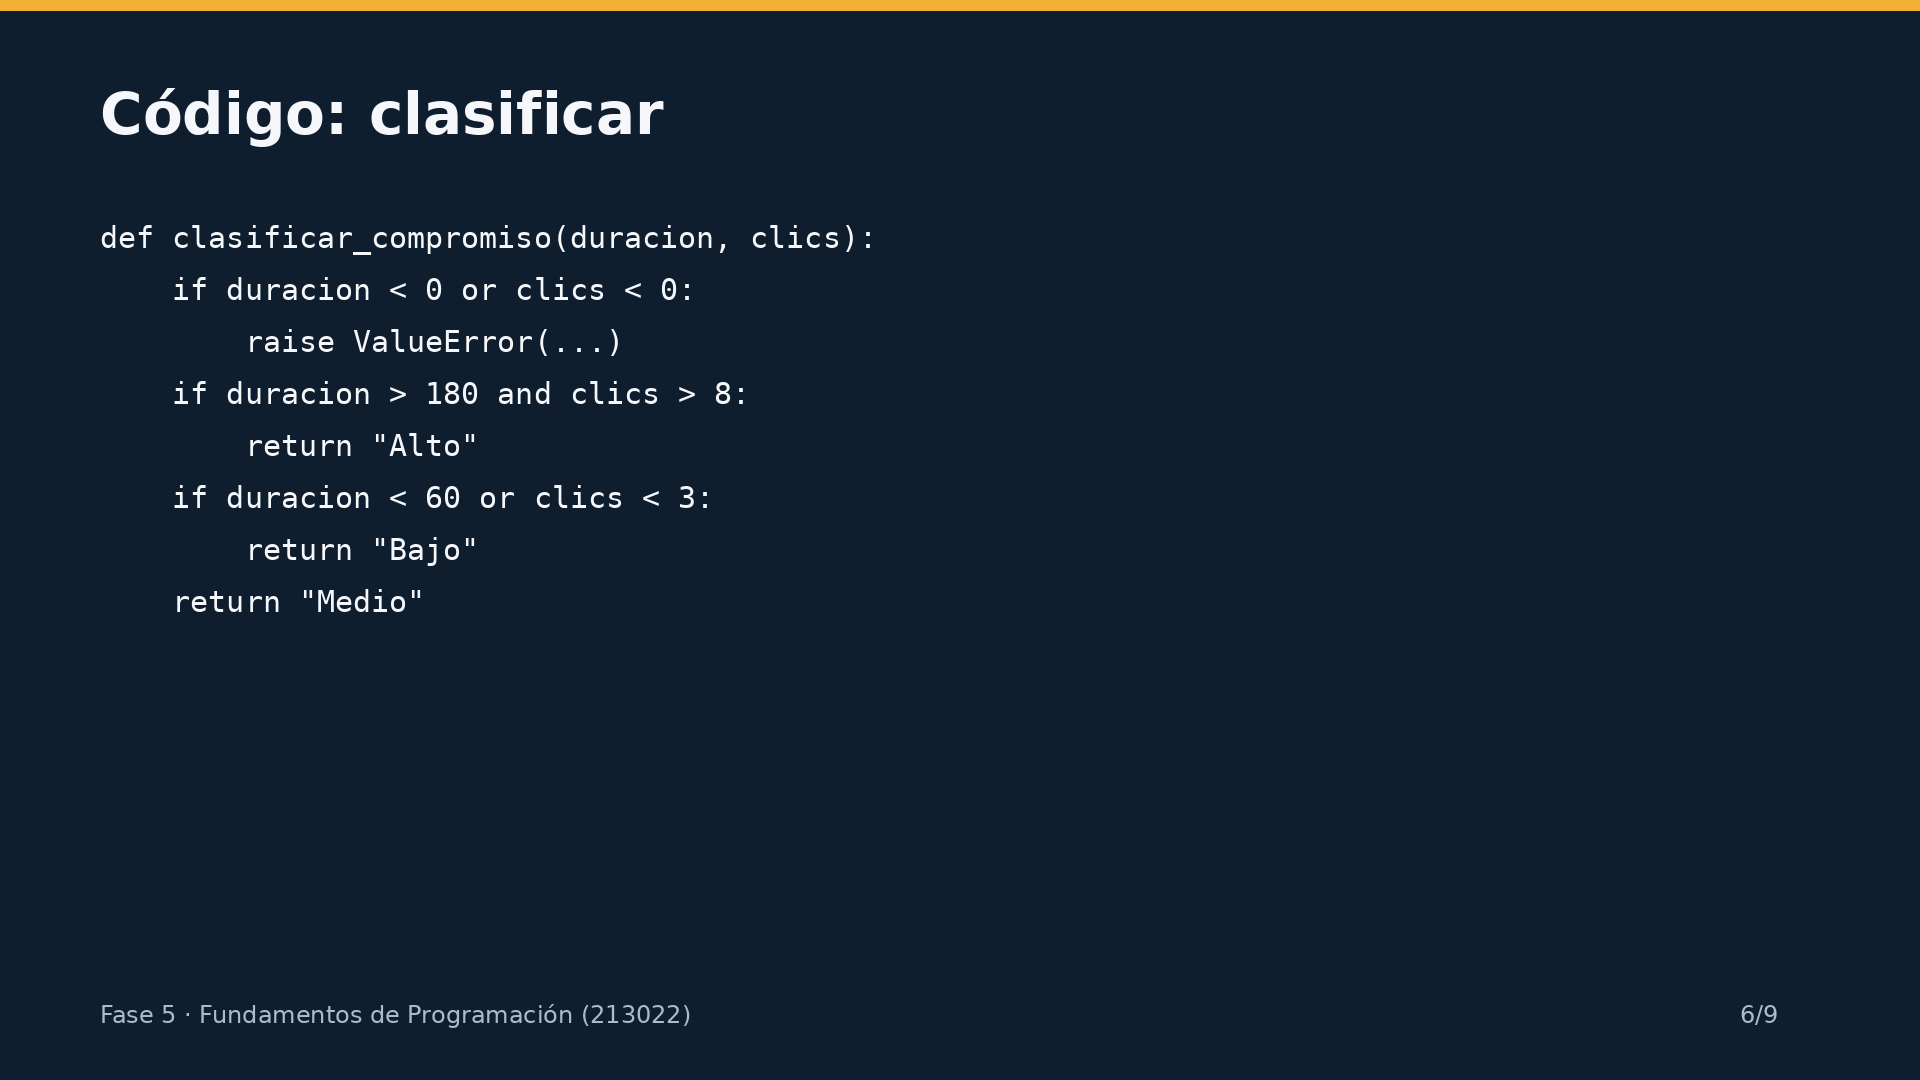 Código: clasificar
def clasificar_compromiso(duracion, clics):
    if duracion < 0 or clics < 0:
        raise ValueError(...)
    if duracion > 180 and clics > 8:
        return "Alto"
    if duracion < 60 or clics < 3:
        return "Bajo"
    return "Medio"
Fase 5 · Fundamentos de Programación (213022)
6/9